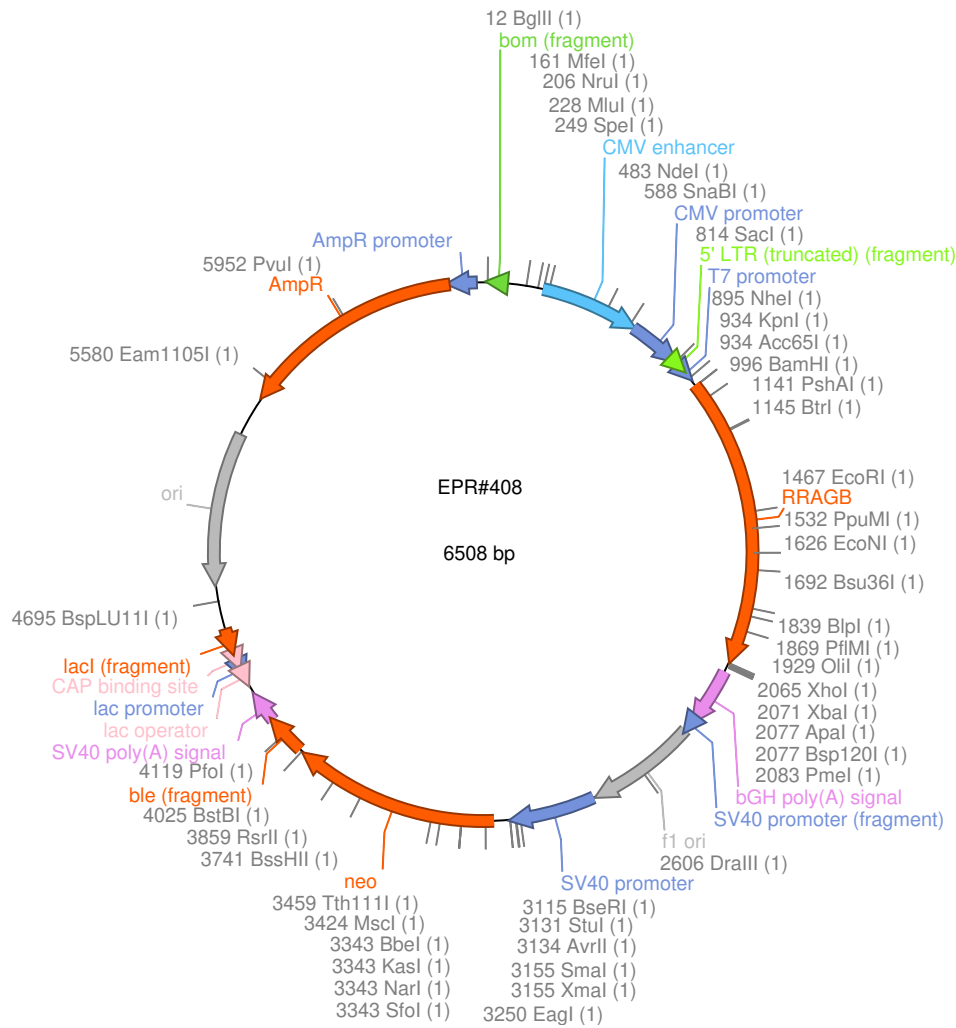 12 BglII (1)
bom (fragment)
161 MfeI (1)
206 NruI (1)
228 MluI (1)
249 SpeI (1)
CMV enhancer
483 NdeI (1)
588 SnaBI (1)
CMV promoter
814 SacI (1)
5' LTR (truncated) (fragment)
T7 promoter
895 NheI (1)
934 KpnI (1)
934 Acc65I (1)
996 BamHI (1)
1141 PshAI (1)
1145 BtrI (1)
1467 EcoRI (1)
RRAGB
1532 PpuMI (1)
1626 EcoNI (1)
1692 Bsu36I (1)
1839 BlpI (1)
1869 PflMI (1)
1929 OliI (1)
2065 XhoI (1)
2071 XbaI (1)
2077 ApaI (1)
2077 Bsp120I (1)
2083 PmeI (1)
bGH poly(A) signal
SV40 promoter (fragment)
f1 ori
2606 DraIII (1)
SV40 promoter
3115 BseRI (1)
3131 StuI (1)
3134 AvrII (1)
3155 SmaI (1)
3155 XmaI (1)
3250 EagI (1)
3343 SfoI (1)
3343 NarI (1)
3343 KasI (1)
3343 BbeI (1)
3424 MscI (1)
3459 Tth111I (1)
neo
3741 BssHII (1)
3859 RsrII (1)
4025 BstBI (1)
ble (fragment)
4119 PfoI (1)
SV40 poly(A) signal
lac operator
lac promoter
CAP binding site
lacI (fragment)
4695 BspLU11I (1)
ori
5580 Eam1105I (1)
AmpR
5952 PvuI (1)
AmpR promoter
EPR#408
6508 bp